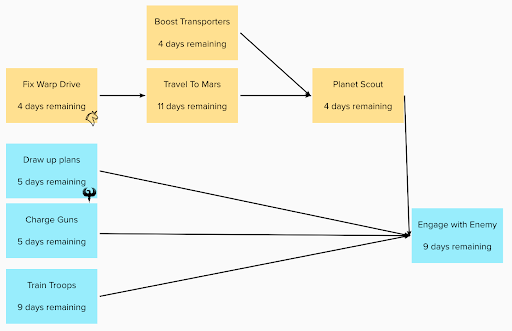 Boost Transporters
4 days remaining
Fix Warp Drive
4 days remaining
Travel To Mars
11 days remaining
Planet Scout
4 days remaining
Draw up plans
5 days remaining
Charge Guns
5 days remaining
Engage with Enemy
9 days remaining
Train Troops
9 days remaining